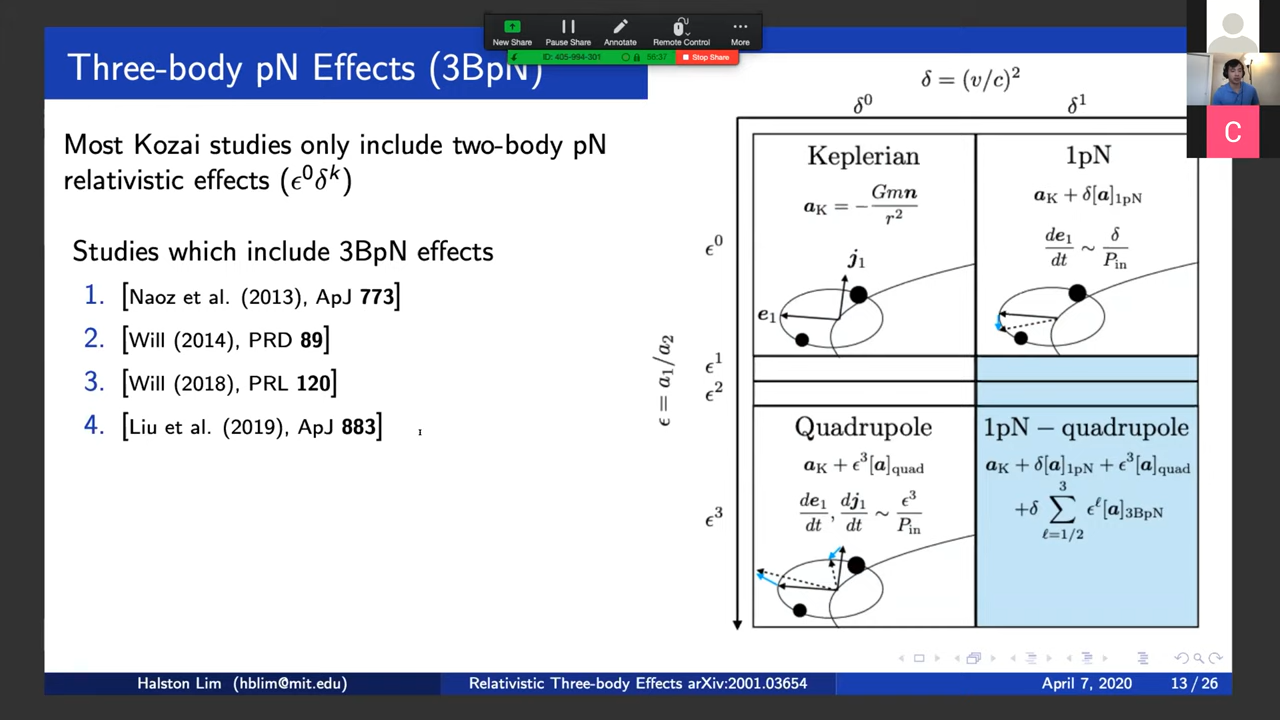 New Share
Pause Share
Annotate
Remote Control
More
ID: 405-994-301
56:37
Stop Share
C
Three-body pN Effects (3BpN)
Most Kozai studies only include two-body pN
relativistic effects (ϵ⁰δᵏ)
Studies which include 3BpN effects
1. [Naoz et al. (2013), ApJ 773]
2. [Will (2014), PRD 89]
3. [Will (2018), PRL 120]
4. [Liu et al. (2019), ApJ 883]
δ = (v/c)²
δ⁰
δ¹
ϵ = a₁/a₂
ϵ⁰
Keplerian
a_K = −Gmn/r²
j₁
e₁
1pN
a_K + δ[a]_1pN
de₁/dt ∼ δ/P_in
ϵ¹
ϵ²
ϵ³
Quadrupole
a_K + ϵ³[a]_quad
de₁/dt, dj₁/dt ∼ ϵ³/P_in
1pN − quadrupole
a_K + δ[a]_1pN + ϵ³[a]_quad
+δ ∑_{ℓ=1/2}^{3} ϵ^ℓ[a]_3BpN
Halston Lim (hblim@mit.edu)
Relativistic Three-body Effects arXiv:2001.03654
April 7, 2020
13 / 26